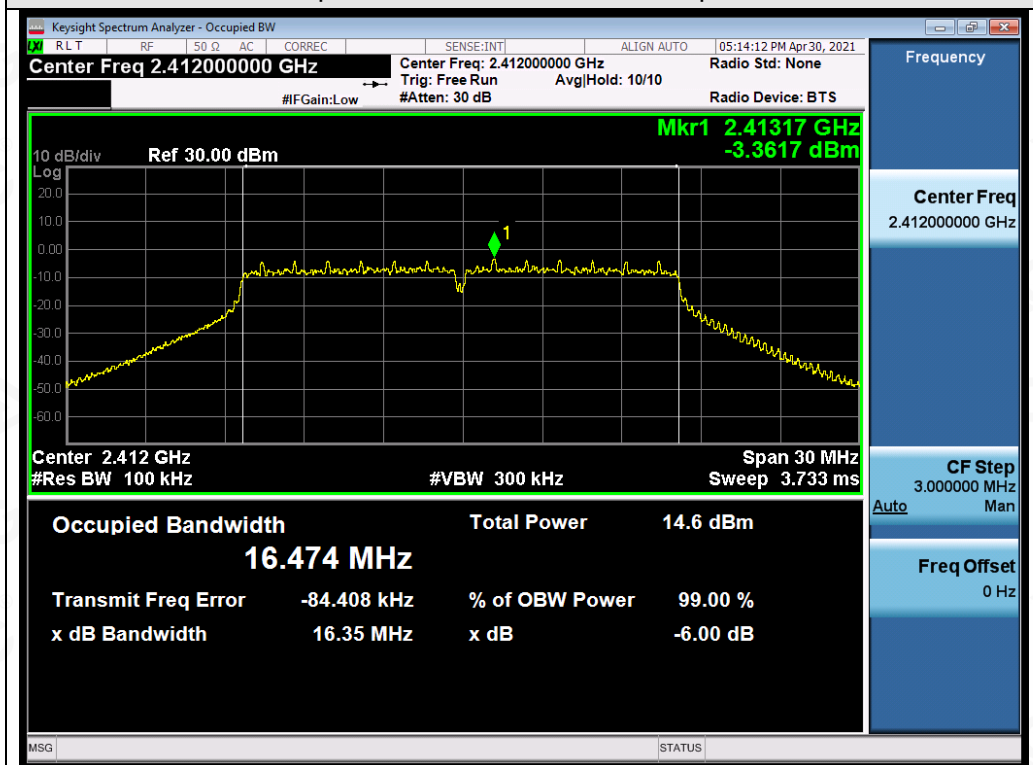 Keysight Spectrum Analyzer - Occupied BW
LXI RLT RF 50 Ω AC CORREC SENSE:INT ALIGN AUTO 05:14:12 PM Apr 30, 2021
Center Freq 2.412000000 GHz
Center Freq: 2.412000000 GHz
Radio Std: None
Trig: Free Run Avg|Hold: 10/10
#IFGain:Low
#Atten: 30 dB
Radio Device: BTS
Mkr1 2.41317 GHz
-3.3617 dBm
10 dB/div Ref 30.00 dBm
Log
20.0
10.0
0.00
-10.0
-20.0
-30.0
-40.0
-50.0
-60.0
1
Center 2.412 GHz
Span 30 MHz
#Res BW 100 kHz
#VBW 300 kHz
Sweep 3.733 ms
Occupied Bandwidth
Total Power 14.6 dBm
16.474 MHz
Transmit Freq Error -84.408 kHz
% of OBW Power 99.00 %
x dB Bandwidth 16.35 MHz
x dB -6.00 dB
Frequency
Center Freq
2.412000000 GHz
CF Step
3.000000 MHz
Auto Man
Freq Offset
0 Hz
MSG
STATUS